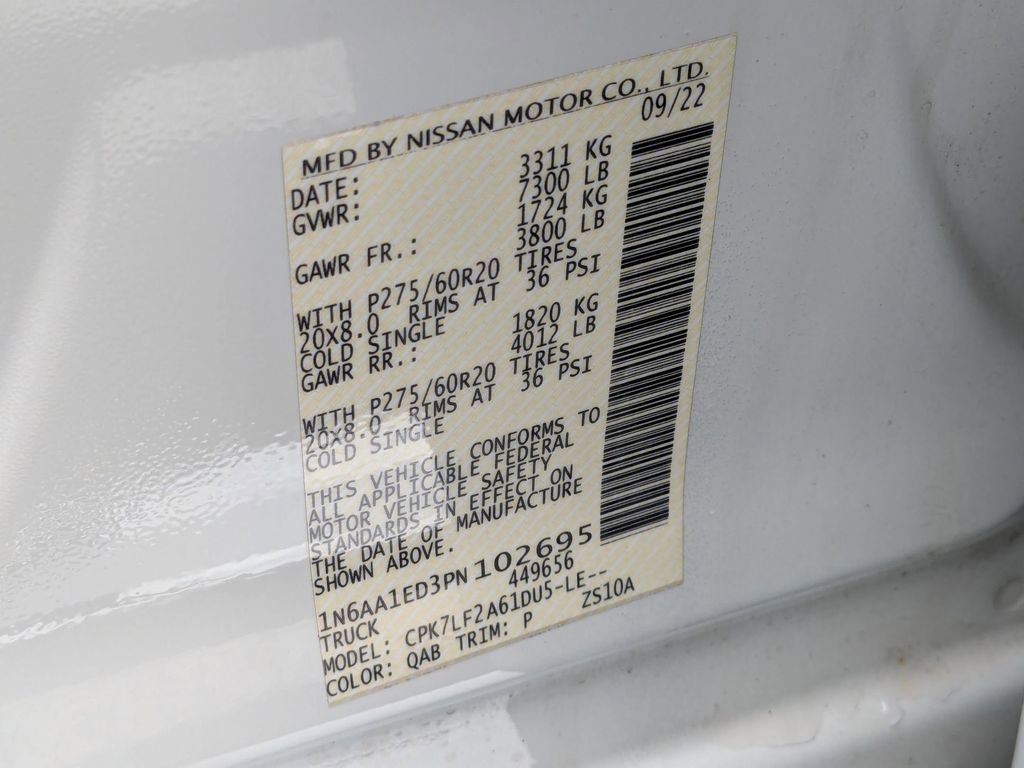 MFD BY NISSAN MOTOR CO., LTD.
DATE: 09/22
GVWR: 3311 KG
7300 LB
GAWR FR.: 1724 KG
3800 LB
WITH P275/60R20 TIRES
20X8.0 RIMS AT 36 PSI
COLD SINGLE
GAWR RR.: 1820 KG
4012 LB
WITH P275/60R20 TIRES
20X8.0 RIMS AT 36 PSI
COLD SINGLE
THIS VEHICLE CONFORMS TO
ALL APPLICABLE FEDERAL
MOTOR VEHICLE SAFETY
STANDARDS IN EFFECT ON
THE DATE OF MANUFACTURE
SHOWN ABOVE.
1N6AA1ED3PN102695
TRUCK 449656
MODEL: CPK7LF2A61DU5-LE--
COLOR: QAB TRIM: P ZS10A